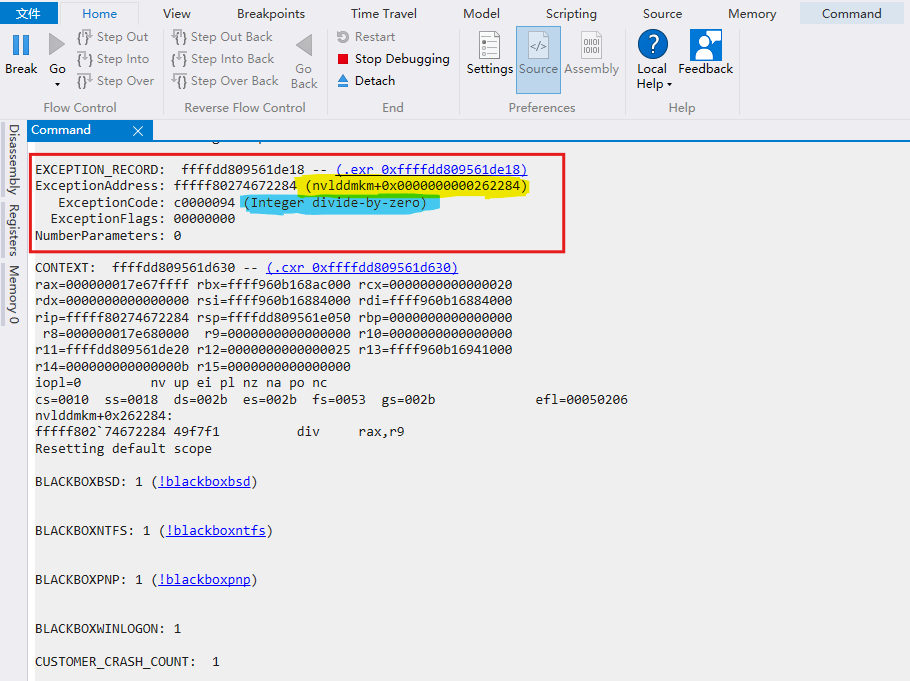 文件 Home View Breakpoints Time Travel Model Scripting Source Memory Command
Break
Go
Step Out
Step Into
Step Over
Flow Control
Step Out Back
Step Into Back
Step Over Back
Go
Back
Reverse Flow Control
Restart
Stop Debugging
Detach
End
Settings Source Assembly
Preferences
Local
Help
Feedback
Help
Disassembly
Registers
Memory 0
Command
EXCEPTION_RECORD:  ffffdd809561de18 -- (.exr 0xffffdd809561de18)
ExceptionAddress: fffff80274672284 (nvlddmkm+0x0000000000262284)
ExceptionCode: c0000094 (Integer divide-by-zero)
ExceptionFlags: 00000000
NumberParameters: 0
CONTEXT:  ffffdd809561d630 -- (.cxr 0xffffdd809561d630)
rax=000000017e67ffff rbx=ffff960b168ac000 rcx=0000000000000020
rdx=0000000000000000 rsi=ffff960b16884000 rdi=ffff960b16884000
rip=fffff80274672284 rsp=ffffdd809561e050 rbp=0000000000000000
r8=000000017e680000  r9=0000000000000000 r10=0000000000000000
r11=ffffdd809561de20 r12=0000000000000025 r13=ffff960b16941000
r14=000000000000000b r15=0000000000000000
iopl=0         nv up ei pl nz na po nc
cs=0010  ss=0018  ds=002b  es=002b  fs=0053  gs=002b             efl=00050206
nvlddmkm+0x262284:
fffff802`74672284 49f7f1          div     rax,r9
Resetting default scope
BLACKBOXBSD: 1 (!blackboxbsd)
BLACKBOXNTFS: 1 (!blackboxntfs)
BLACKBOXPNP: 1 (!blackboxpnp)
BLACKBOXWINLOGON: 1
CUSTOMER_CRASH_COUNT:  1